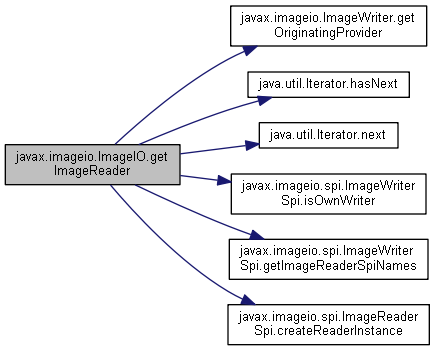 javax.imageio.ImageWriter.get
OriginatingProvider
java.util.Iterator.hasNext
java.util.Iterator.next
javax.imageio.ImageIO.get
ImageReader
javax.imageio.spi.ImageWriter
Spi.isOwnWriter
javax.imageio.spi.ImageWriter
Spi.getImageReaderSpiNames
javax.imageio.spi.ImageReader
Spi.createReaderInstance